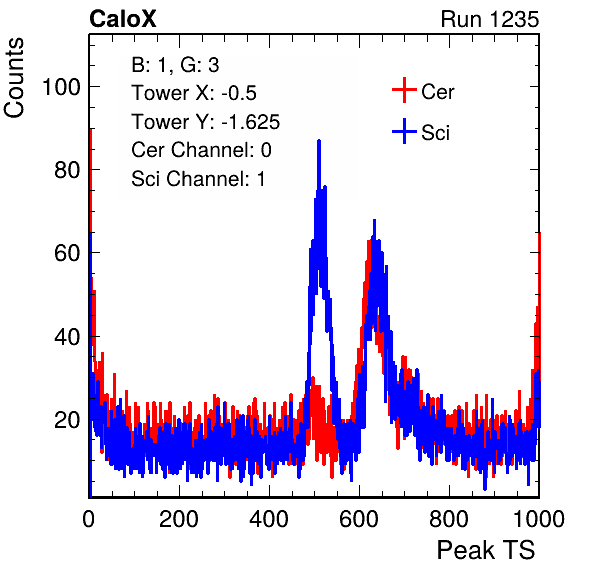 CaloX Run 1235
Counts
B: 1, G: 3
Tower X: -0.5
Tower Y: -1.625
Cer Channel: 0
Sci Channel: 1
Cer
Sci
100
80
60
40
20
0 200 400 600 800 1000
Peak TS